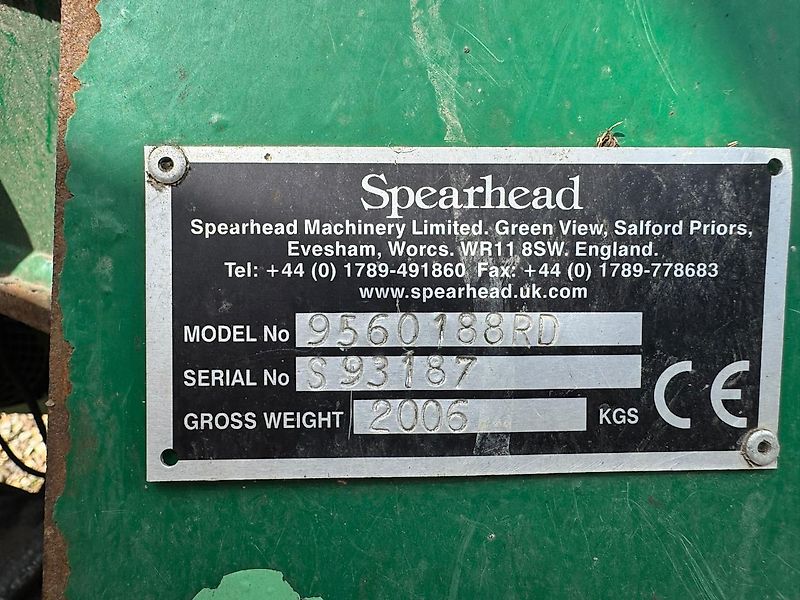 Spearhead
Spearhead Machinery Limited. Green View, Salford Priors,
Evesham, Worcs. WR11 8SW. England.
Tel: +44 (0) 1789-491860 Fax: +44 (0) 1789-778683
www.spearhead.uk.com
MODEL No 9560188RD
SERIAL No S93187
GROSS WEIGHT 2006 KGS
CE